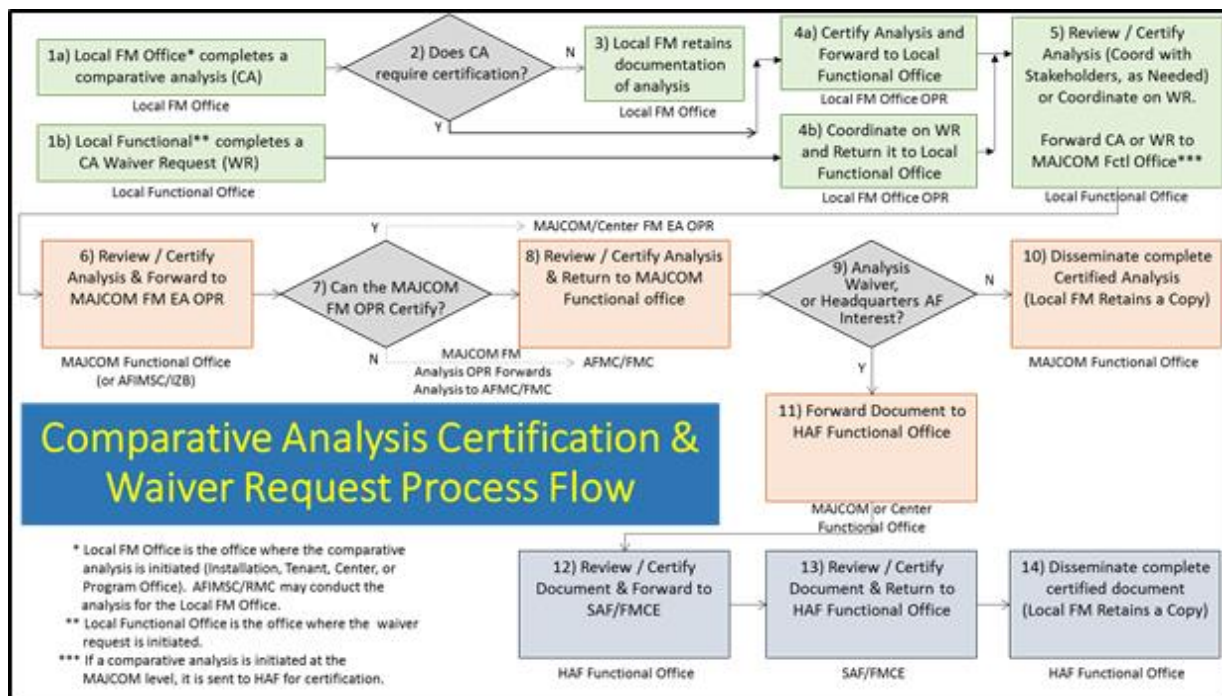 1a) Local FM Office* completes a
comparative analysis (CA)
Local FM Office
2) Does CA
require certification?
N
Y
3) Local FM retains
documentation
of analysis
Local FM Office
4a) Certify Analysis and
Forward to Local
Functional Office
Local FM Office OPR
5) Review / Certify
Analysis (Coord with
Stakeholders, as Needed)
or Coordinate on WR.
Forward CA or WR to
MAJCOM Fctl Office***
Local Functional Office
1b) Local Functional** completes a
CA Waiver Request (WR)
Local Functional Office
4b) Coordinate on WR
and Return it to Local
Functional Office
Local FM Office OPR
6) Review / Certify
Analysis & Forward to
MAJCOM FM EA OPR
MAJCOM Functional Office
(or AFIMSC/IZB)
Y
MAJCOM/Center FM EA OPR
7) Can the MAJCOM
FM OPR Certify?
N
MAJCOM FM
Analysis OPR Forwards
Analysis to AFMC/FMC
8) Review / Certify Analysis
& Return to MAJCOM
Functional office
AFMC/FMC
9) Analysis
Waiver,
or Headquarters AF
Interest?
N
Y
10) Disseminate complete
Certified Analysis
(Local FM Retains a Copy)
MAJCOM Functional Office
11) Forward Document to
HAF Functional Office
MAJCOM or Center
Functional Office
Comparative Analysis Certification &
Waiver Request Process Flow
* Local FM Office is the office where the comparative
analysis is initiated (Installation, Tenant, Center, or
Program Office). AFIMSC/RMC may conduct the
analysis for the Local FM Office.
** Local Functional Office is the office where the waiver
request is initiated.
*** If a comparative analysis is initiated at the
MAJCOM level, it is sent to HAF for certification.
12) Review / Certify
Document & Forward to
SAF/FMCE
HAF Functional Office
13) Review / Certify
Document & Return to
HAF Functional Office
SAF/FMCE
14) Disseminate complete
certified document
(Local FM Retains a Copy)
HAF Functional Office